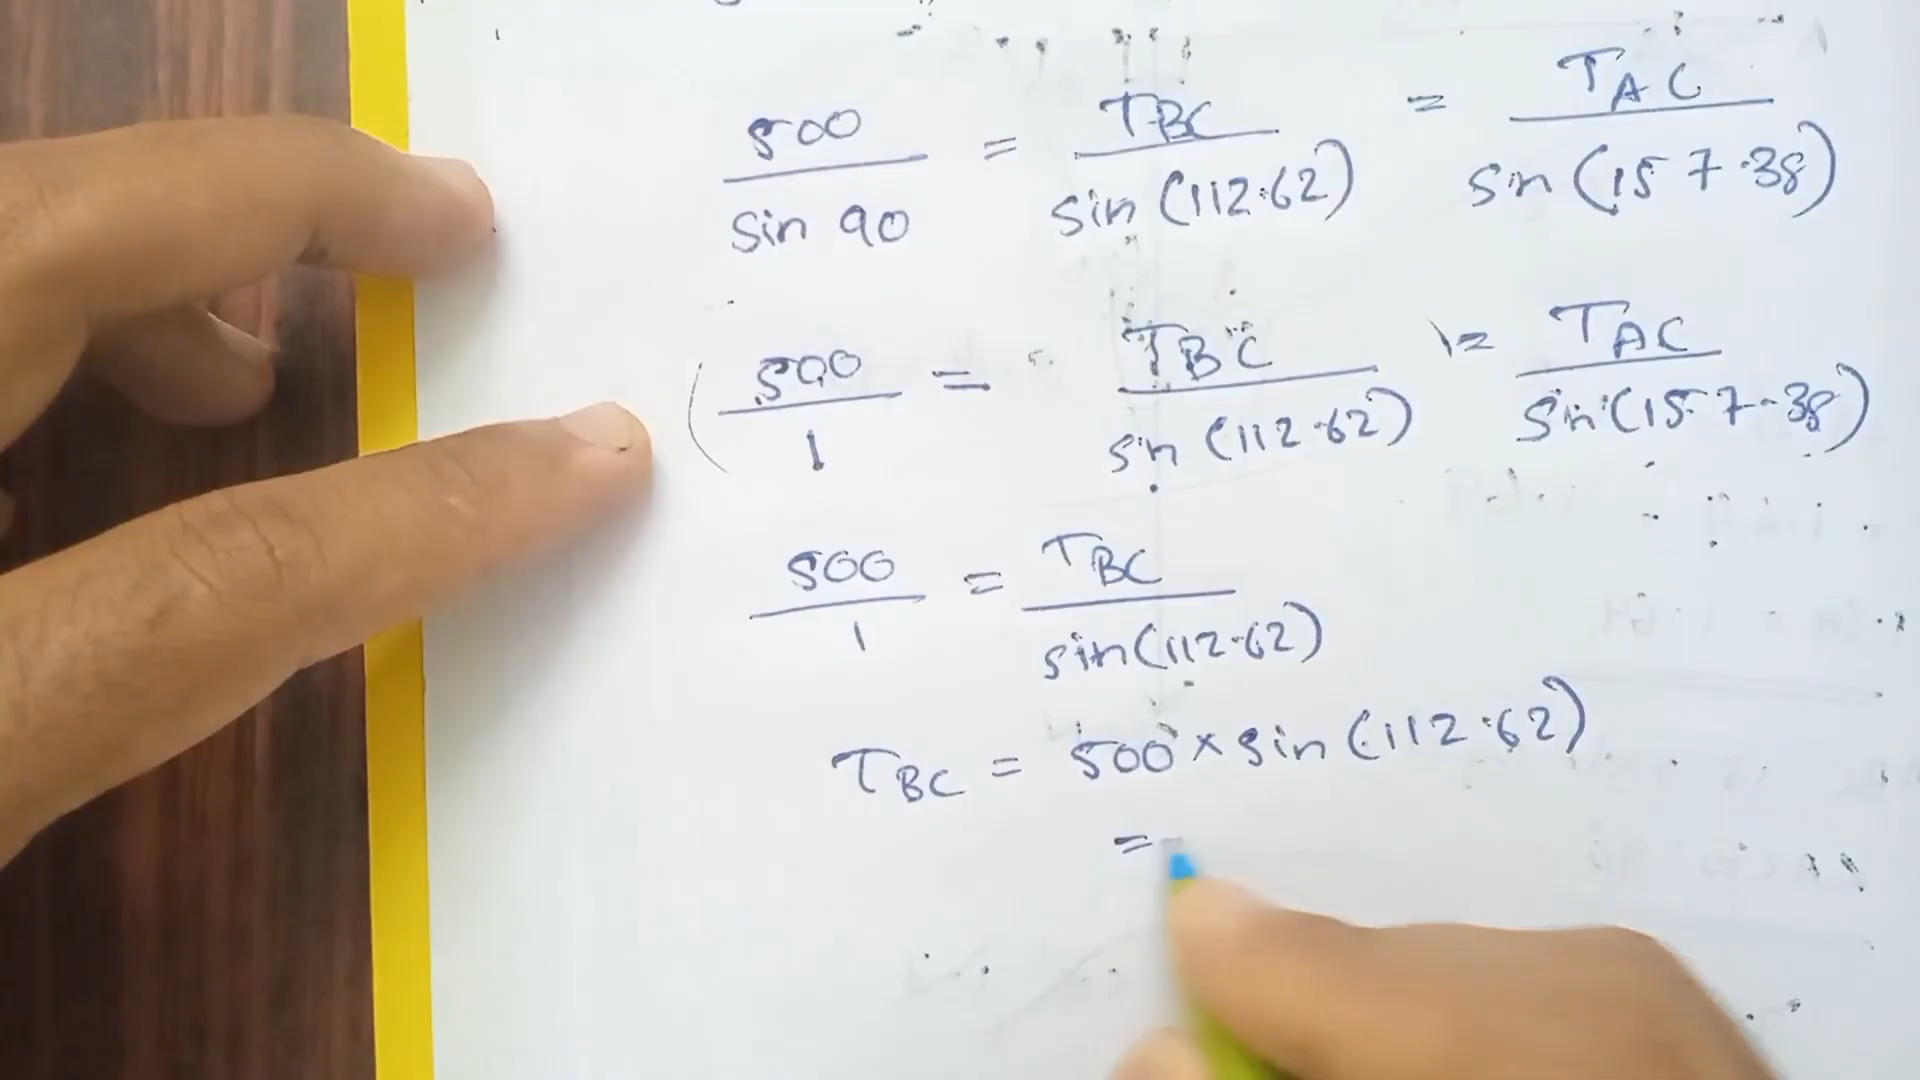 500 / sin 90 = TBC / sin (112.62) = TAC / sin (157.38)
( 500 / 1 = TBC / sin (112.62) ) = TAC / sin (157.38)
500 / 1 = TBC / sin (112.62)
TBC = 500 × sin (112.62)
=